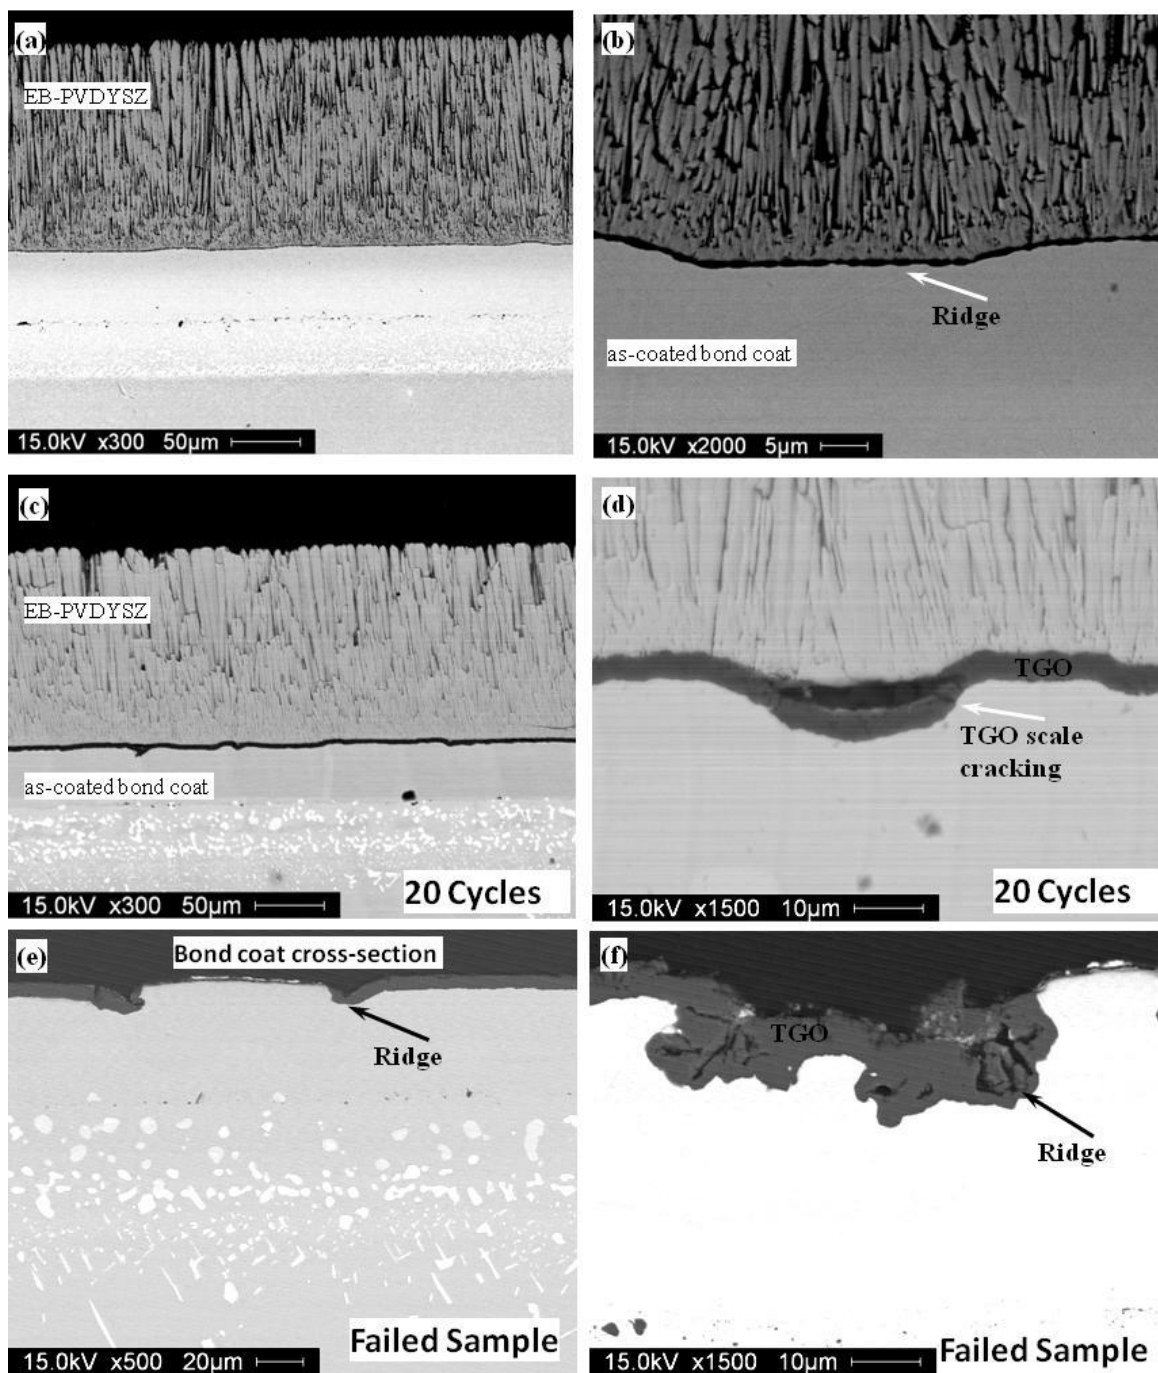 (a)
EB-PVDYSZ
15.0kV x300 50µm
(b)
Ridge
as-coated bond coat
15.0kV x2000 5µm
(c)
EB-PVDYSZ
as-coated bond coat
15.0kV x300 50µm
20 Cycles
(d)
TGO
TGO scale
cracking
15.0kV x1500 10µm
20 Cycles
(e)
Bond coat cross-section
Ridge
Failed Sample
15.0kV x500 20µm
(f)
TGO
Ridge
15.0kV x1500 10µm
Failed Sample